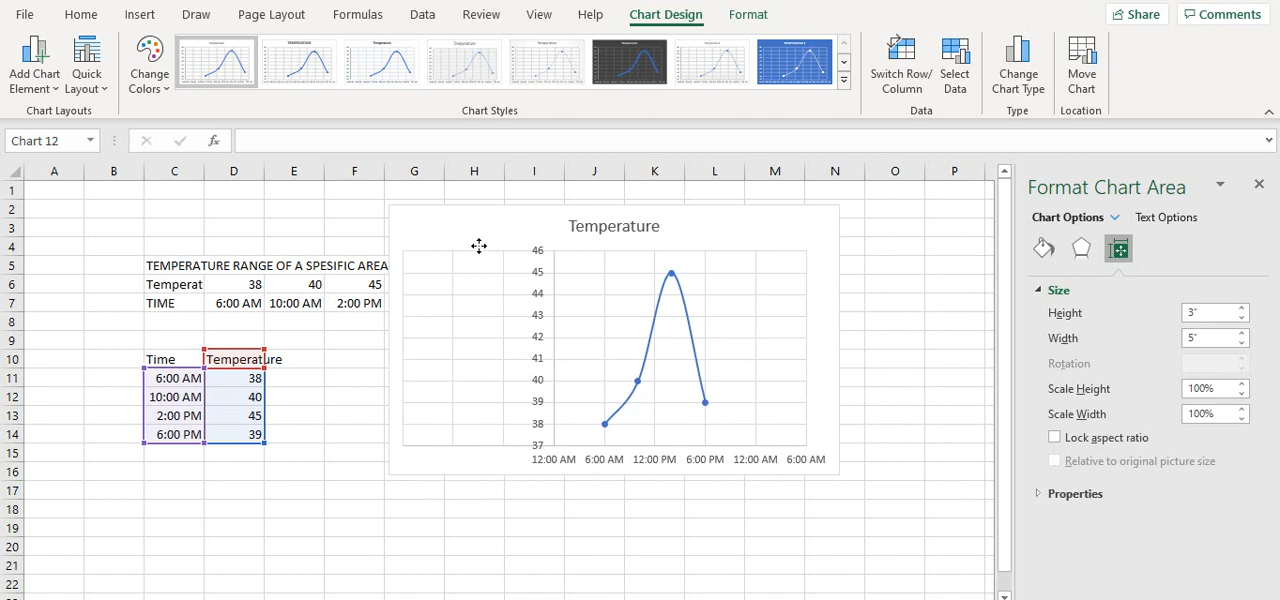 File Home Insert Draw Page Layout Formulas Data Review View Help Chart Design Format Share Comments
Add Chart Element Quick Layout Change Colors Switch Row/ Column Select Data Change Chart Type Move Chart
Chart Layouts Chart Styles Data Type Location
Chart 12 fx
A B C D E F G H I J K L M N O P
1
2
3
4
5 TEMPERATURE RANGE OF A SPESIFIC AREA
6 Temperat 38 40 45
7 TIME 6:00 AM 10:00 AM 2:00 PM
8
9
10 Time Temperature
11 6:00 AM 38
12 10:00 AM 40
13 2:00 PM 45
14 6:00 PM 39
15
16
17
18
19
20
21
22
Temperature
46
45
44
43
42
41
40
39
38
37
12:00 AM 6:00 AM 12:00 PM 6:00 PM 12:00 AM 6:00 AM
Format Chart Area
Chart Options Text Options
Size
Height 3"
Width 5"
Rotation
Scale Height 100%
Scale Width 100%
Lock aspect ratio
Relative to original picture size
Properties